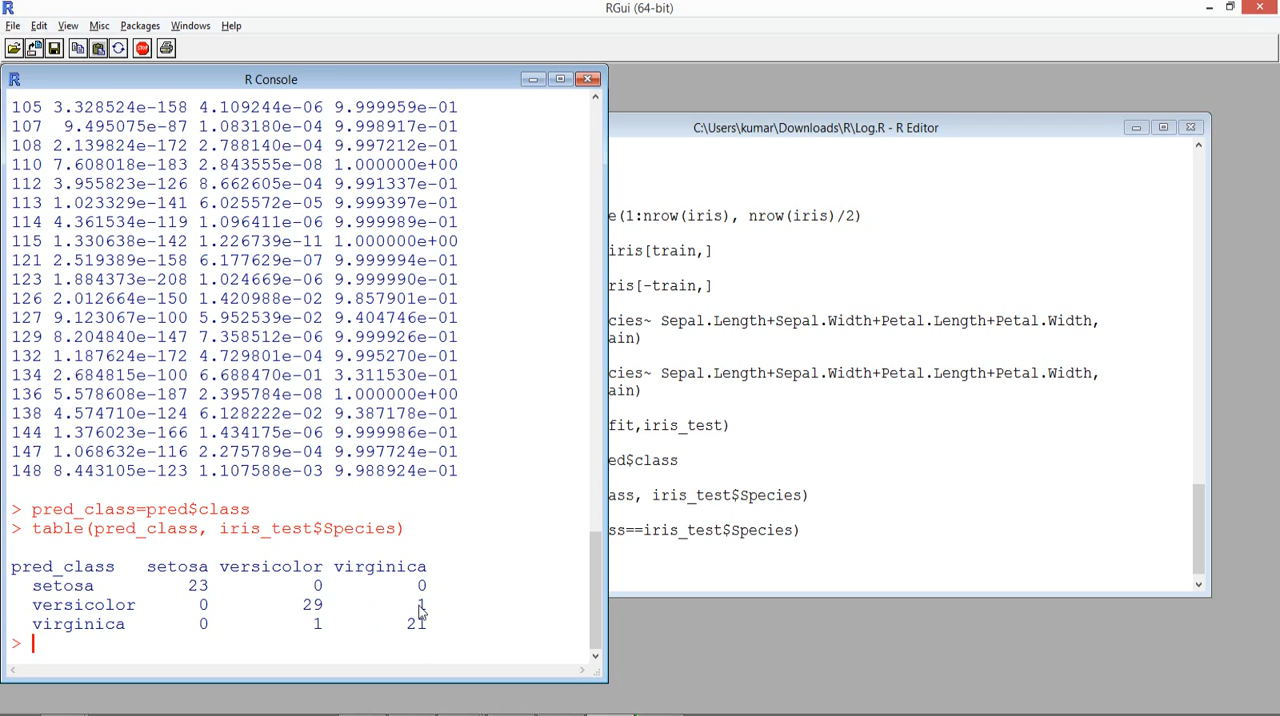 RGui (64-bit)
File Edit View Misc Packages Windows Help
R Console
105 3.328524e-158 4.109244e-06 9.999959e-01
107 9.495075e-87 1.083180e-04 9.998917e-01
108 2.139824e-172 2.788140e-04 9.997212e-01
110 7.608018e-183 2.843555e-08 1.000000e+00
112 3.955823e-126 8.662605e-04 9.991337e-01
113 1.023329e-141 6.025572e-05 9.999397e-01
114 4.361534e-119 1.096411e-06 9.999989e-01
115 1.330638e-142 1.226739e-11 1.000000e+00
121 2.519389e-158 6.177629e-07 9.999994e-01
123 1.884373e-208 1.024669e-06 9.999990e-01
126 2.012664e-150 1.420988e-02 9.857901e-01
127 9.123067e-100 5.952539e-02 9.404746e-01
129 8.204840e-147 7.358512e-06 9.999926e-01
132 1.187624e-172 4.729801e-04 9.995270e-01
134 2.684815e-100 6.688470e-01 3.311530e-01
136 5.578608e-187 2.395784e-08 1.000000e+00
138 4.574710e-124 6.128222e-02 9.387178e-01
144 1.376023e-166 1.434175e-06 9.999986e-01
147 1.068632e-116 2.275789e-04 9.997724e-01
148 8.443105e-123 1.107588e-03 9.988924e-01
> pred_class=pred$class
> table(pred_class, iris_test$Species)
pred_class setosa versicolor virginica
setosa 23 0 0
versicolor 0 29 1
virginica 0 1 21
>
C:\Users\kumar\Downloads\R\Log.R - R Editor
e(1:nrow(iris), nrow(iris)/2)
iris[train,]
ris[-train,]
cies~ Sepal.Length+Sepal.Width+Petal.Length+Petal.Width,
ain)
cies~ Sepal.Length+Sepal.Width+Petal.Length+Petal.Width,
ain)
fit,iris_test)
ed$class
ass, iris_test$Species)
ss==iris_test$Species)